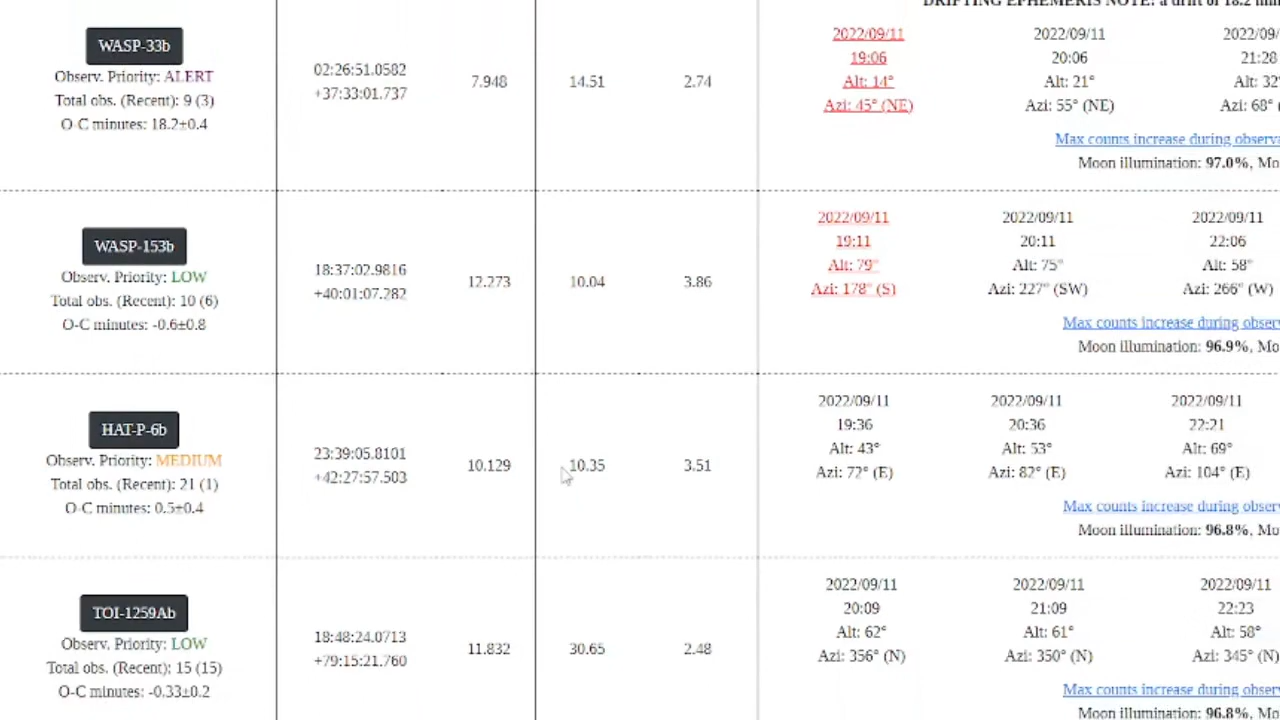 DRIFTING EPHEMERIS NOTE: a drift of 18.2
WASP-33b
Observ. Priority: ALERT
Total obs. (Recent): 9 (3)
O-C minutes: 18.2±0.4
02:26:51.0582
+37:33:01.737
7.948
14.51
2.74
2022/09/11
19:06
Alt: 14°
Azi: 45° (NE)
2022/09/11
20:06
Alt: 21°
Azi: 55° (NE)
2022/09/
21:28
Alt: 32°
Azi: 68°
Max counts increase during
Moon illumination: 97.0%,
WASP-153b
Observ. Priority: LOW
Total obs. (Recent): 10 (6)
O-C minutes: -0.6±0.8
18:37:02.9816
+40:01:07.282
12.273
10.04
3.86
2022/09/11
19:11
Alt: 79°
Azi: 178° (S)
2022/09/11
20:11
Alt: 75°
Azi: 227° (SW)
2022/09/11
22:06
Alt: 58°
Azi: 266° (W)
Max counts increase during
Moon illumination: 96.9%,
HAT-P-6b
Observ. Priority: MEDIUM
Total obs. (Recent): 21 (1)
O-C minutes: 0.5±0.4
23:39:05.8101
+42:27:57.503
10.129
10.35
3.51
2022/09/11
19:36
Alt: 43°
Azi: 72° (E)
2022/09/11
20:36
Alt: 53°
Azi: 82° (E)
2022/09/11
22:21
Alt: 69°
Azi: 104° (E)
Max counts increase during
Moon illumination: 96.8%,
TOI-1259Ab
Observ. Priority: LOW
Total obs. (Recent): 15 (15)
O-C minutes: -0.33±0.2
18:48:24.0713
+79:15:21.760
11.832
30.65
2.48
2022/09/11
20:09
Alt: 62°
Azi: 356° (N)
2022/09/11
21:09
Alt: 61°
Azi: 350° (N)
2022/09/11
22:23
Alt: 58°
Azi: 345° (N)
Max counts increase during
Moon illumination: 96.8%,